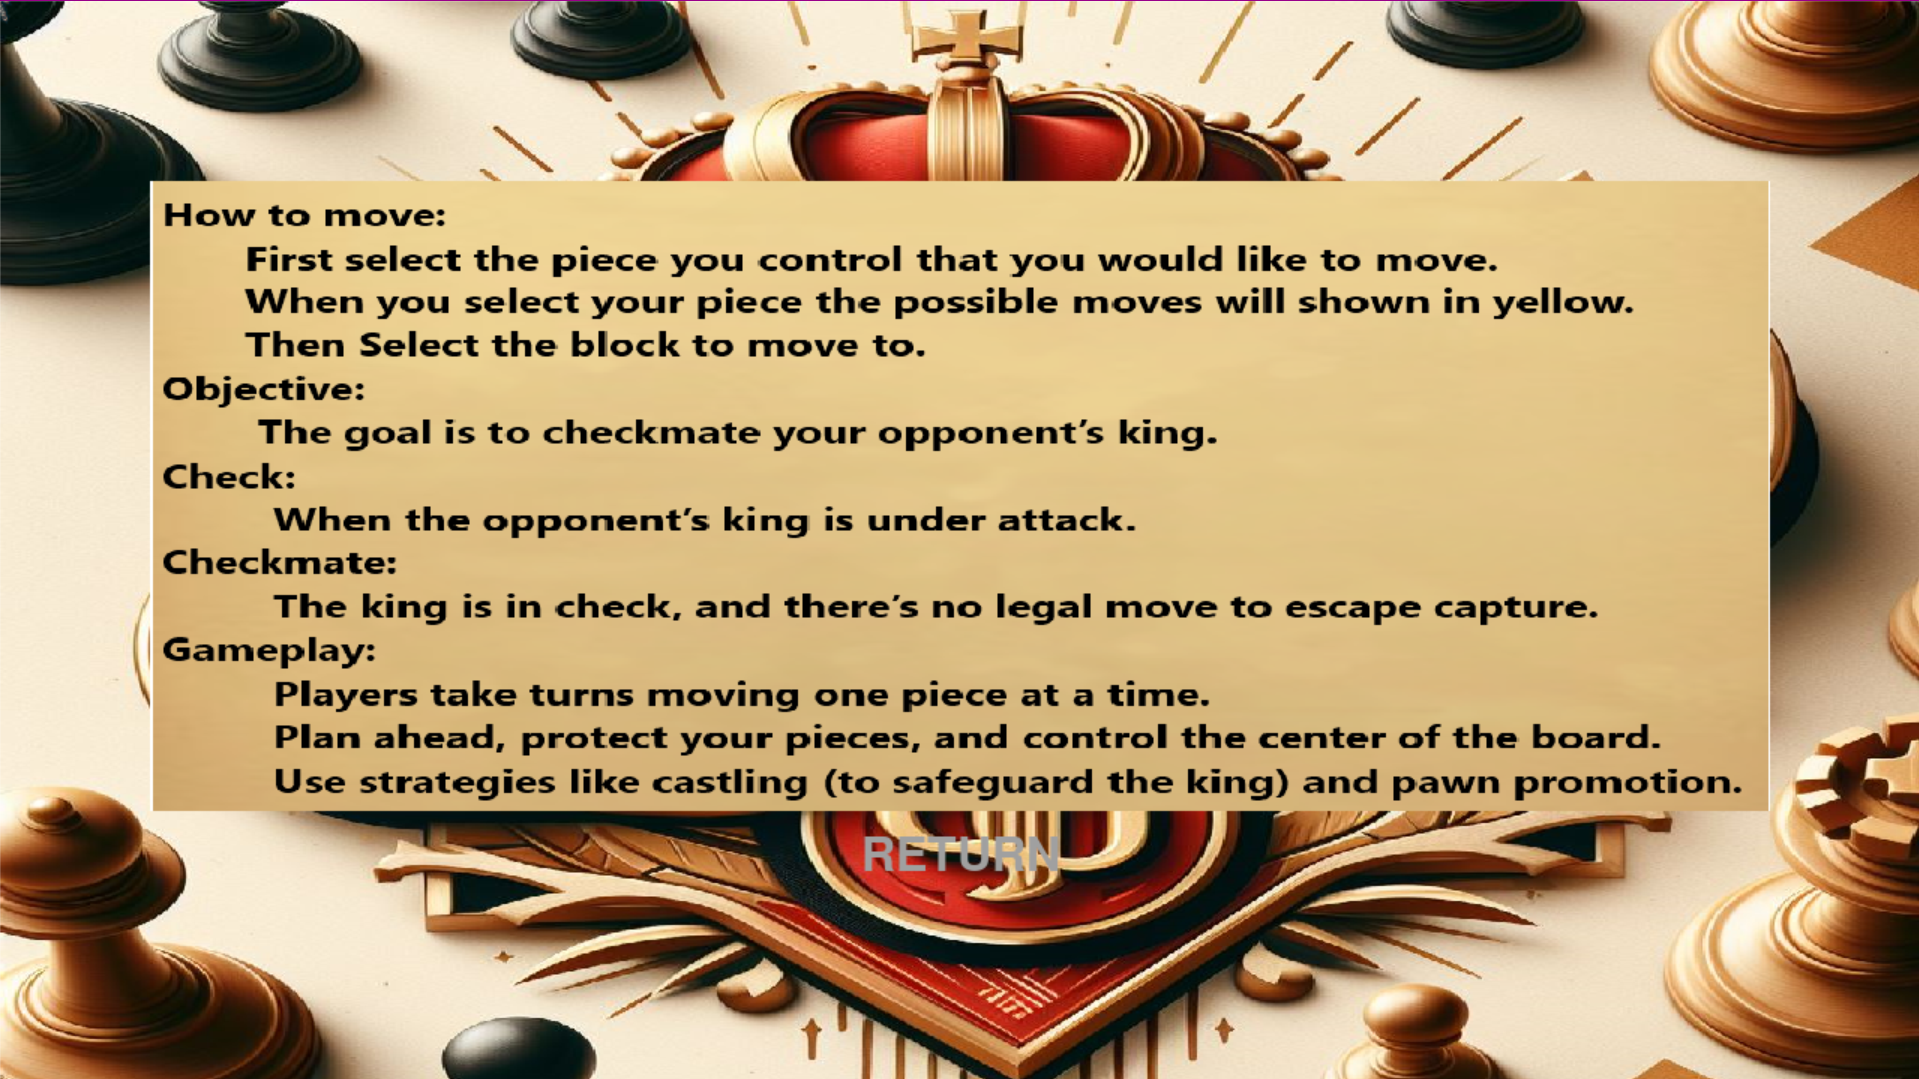 How to move:
First select the piece you control that you would like to move.
When you select your piece the possible moves will shown in yellow.
Then Select the block to move to.
Objective:
The goal is to checkmate your opponent’s king.
Check:
When the opponent’s king is under attack.
Checkmate:
The king is in check, and there’s no legal move to escape capture.
Gameplay:
Players take turns moving one piece at a time.
Plan ahead, protect your pieces, and control the center of the board.
Use strategies like castling (to safeguard the king) and pawn promotion.
RETURN